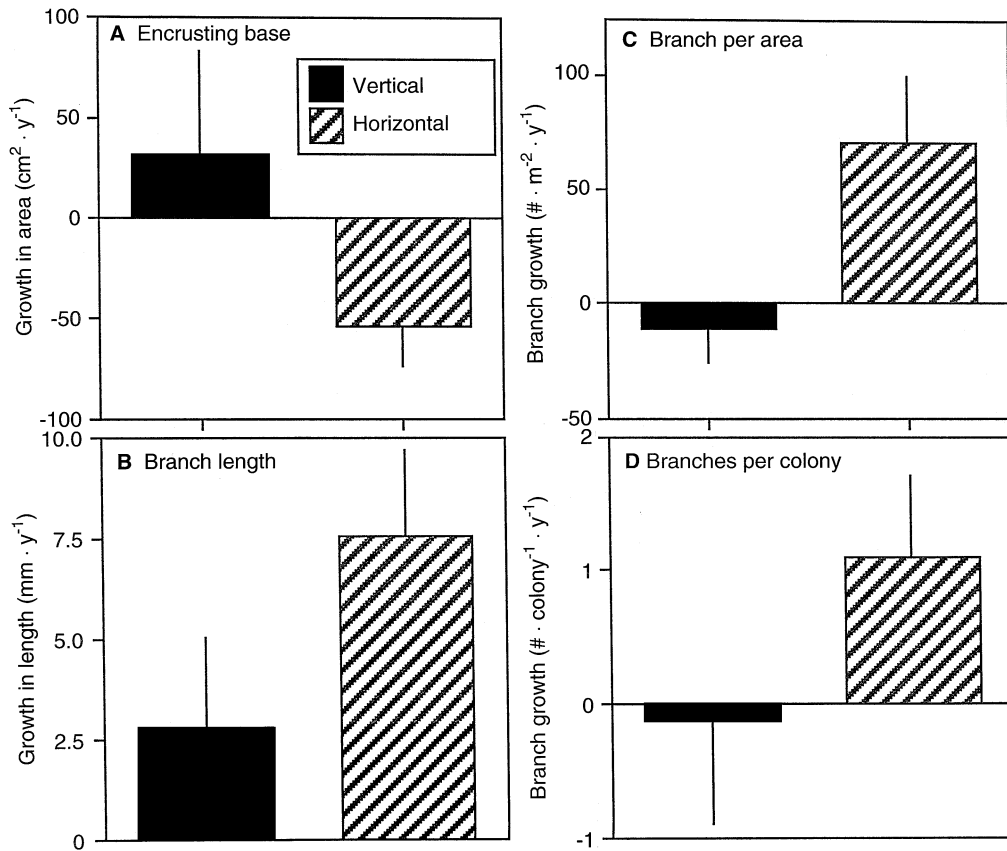 A Encrusting base
Vertical
Horizontal
Growth in area (cm² · y⁻¹)
100
50
0
-50
-100
B Branch length
Growth in length (mm · y⁻¹)
10.0
7.5
5.0
2.5
0
C Branch per area
Branch growth (# · m⁻² · y⁻¹)
100
50
0
-50
D Branches per colony
Branch growth (# · colony⁻¹ · y⁻¹)
2
1
0
-1